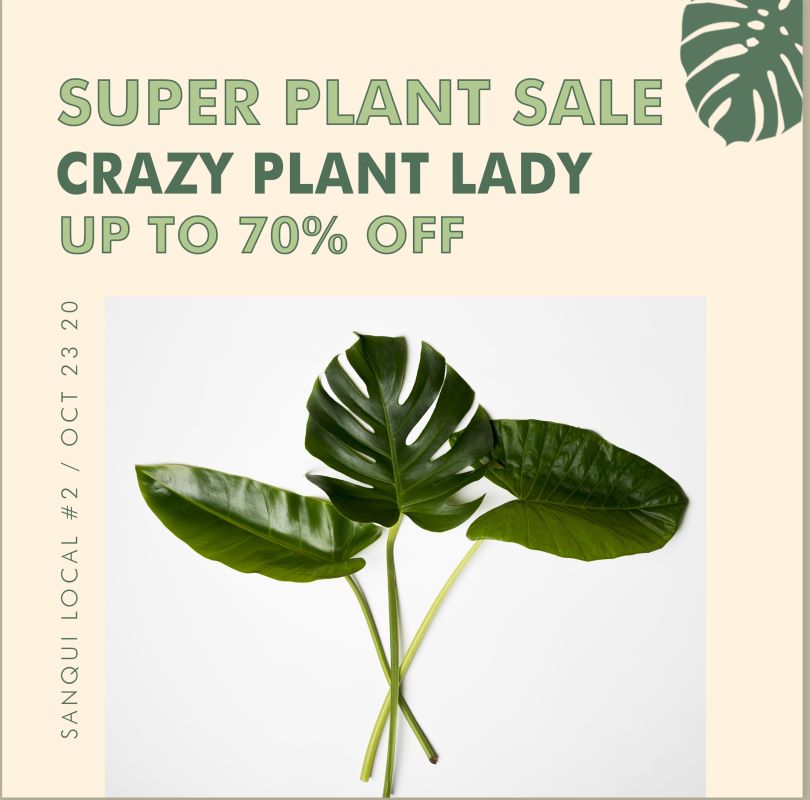 SUPER PLANT SALE
CRAZY PLANT LADY
UP TO 70% OFF
SANQUI LOCAL #2 / OCT 23 20